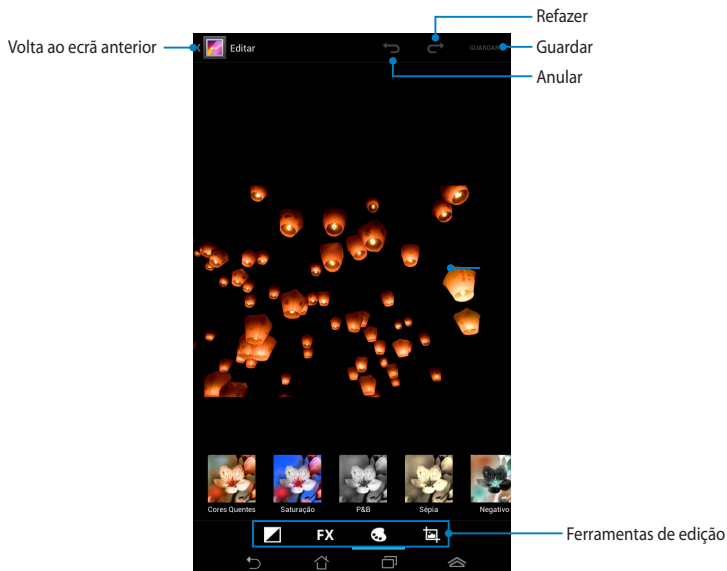 Refazer
Volta ao ecrã anterior
Editar
GUARDAR
Guardar
Anular
Cores Quentes
Saturação
P&B
Sépia
Negativo
FX
Ferramentas de edição